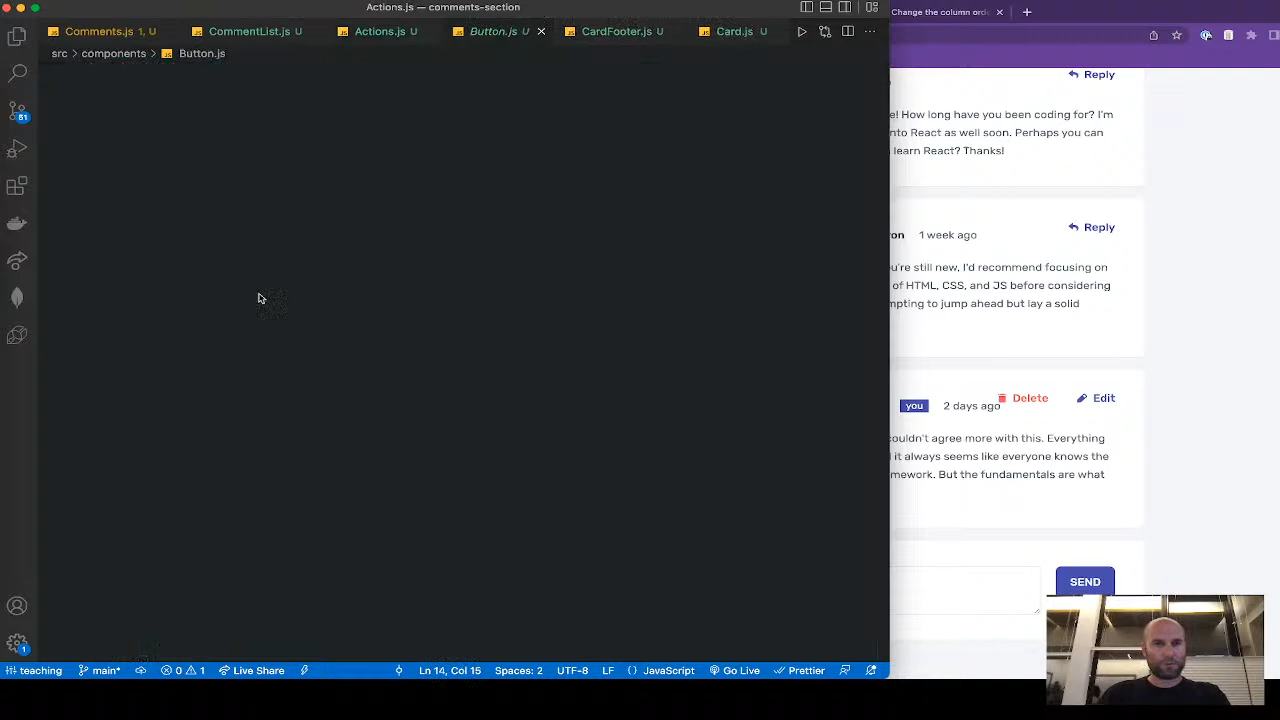 Actions.js — comments-section
Change the column orde
Comments.js 1, U
CommentList.js U
Actions.js U
Button.js U
CardFooter.js U
Card.js U
src > components > Button.js
Reply
e! How long have you been coding for? I'm
nto React as well soon. Perhaps you can
learn React? Thanks!
51
Reply
on 1 week ago
ou're still new, I'd recommend focusing on
of HTML, CSS, and JS before considering
mpting to jump ahead but lay a solid
Delete Edit
you 2 days ago
couldn't agree more with this. Everything
it always seems like everyone knows the
mework. But the fundamentals are what
SEND
1
teaching main* 0 1 Live Share Ln 14, Col 15 Spaces: 2 UTF-8 LF {} JavaScript Go Live Prettier